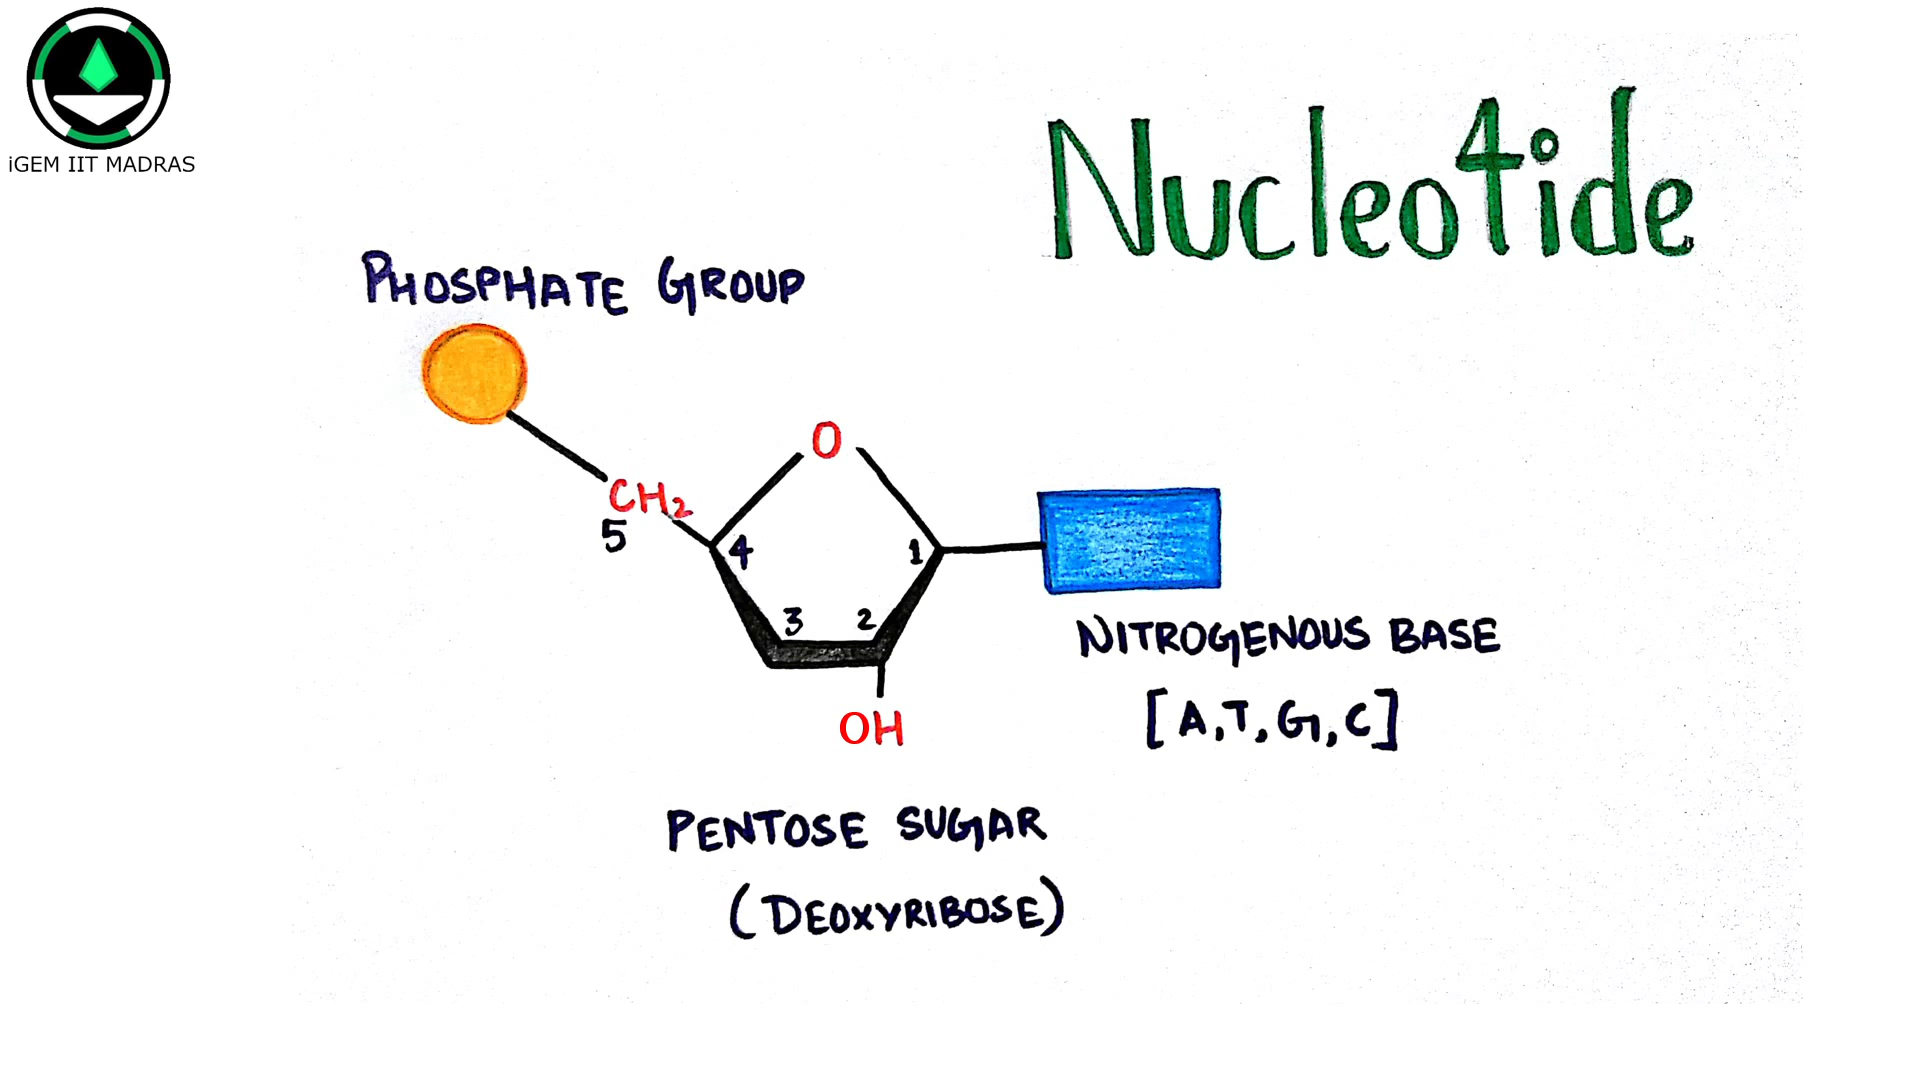 iGEM IIT MADRAS
Nucleotide
PHOSPHATE GROUP
O
CH₂
5
4
1
3
2
OH
NITROGENOUS BASE
[A,T,G,C]
PENTOSE SUGAR
(DEOXYRIBOSE)